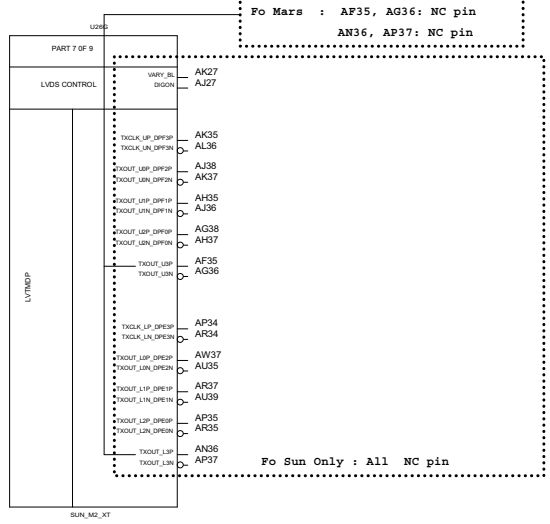 Fo Mars : AF35, AG36: NC pin
AN36, AP37: NC pin
U26G
PART 7 0F 9
LVDS CONTROL
VARY_BL AK27
DIGON AJ27
TXCLK_UP_DPF3P AK35
TXCLK_UN_DPF3N AL36
TXOUT_U0P_DPF2P AJ38
TXOUT_U0N_DPF2N AK37
TXOUT_U1P_DPF1P AH35
TXOUT_U1N_DPF1N AJ36
TXOUT_U2P_DPF0P AG38
TXOUT_U2N_DPF0N AH37
TXOUT_U3P AF35
TXOUT_U3N AG36
LVTMDP
TXCLK_LP_DPE3P AP34
TXCLK_LN_DPE3N AR34
TXOUT_L0P_DPE2P AW37
TXOUT_L0N_DPE2N AU35
TXOUT_L1P_DPE1P AR37
TXOUT_L1N_DPE1N AU39
TXOUT_L2P_DPE0P AP35
TXOUT_L2N_DPE0N AR35
TXOUT_L3P AN36
TXOUT_L3N AP37
Fo Sun Only : All NC pin
SUN_M2_XT